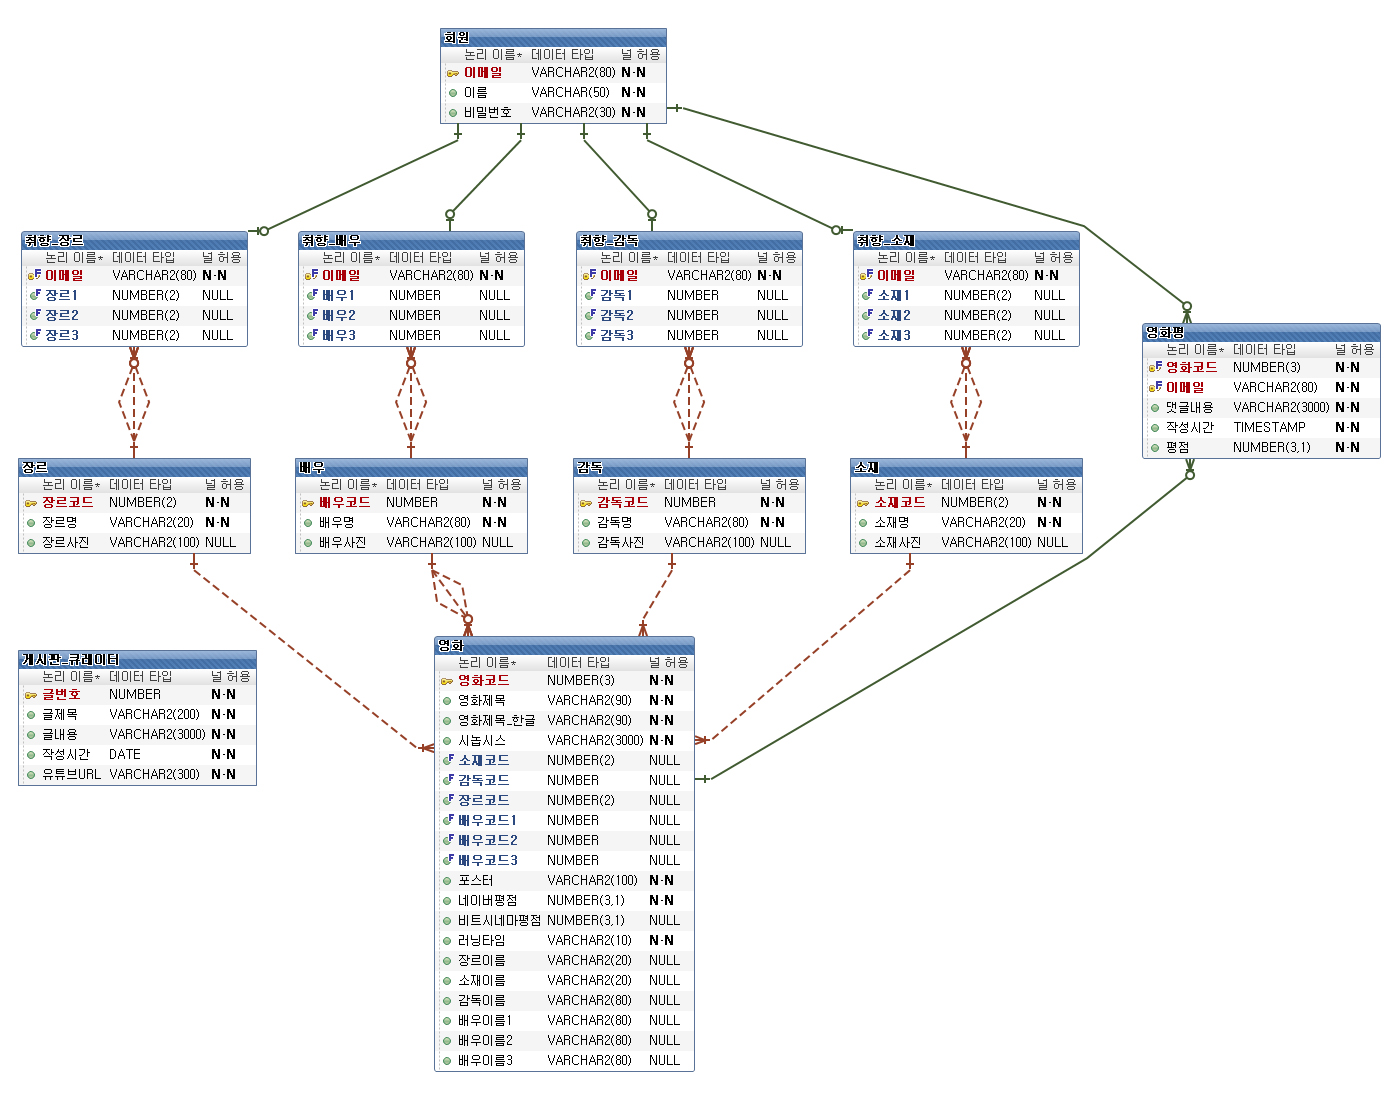 회원
논리 이름* 데이터 타입 널 허용
이메일 VARCHAR2(80) N·N
이름 VARCHAR(50) N·N
비밀번호 VARCHAR2(30) N·N
취향_장르
논리 이름* 데이터 타입 널 허용
이메일 VARCHAR2(80) N·N
장르1 NUMBER(2) NULL
장르2 NUMBER(2) NULL
장르3 NUMBER(2) NULL
취향_배우
논리 이름* 데이터 타입 널 허용
이메일 VARCHAR2(80) N·N
배우1 NUMBER NULL
배우2 NUMBER NULL
배우3 NUMBER NULL
취향_감독
논리 이름* 데이터 타입 널 허용
이메일 VARCHAR2(80) N·N
감독1 NUMBER NULL
감독2 NUMBER NULL
감독3 NUMBER NULL
취향_소재
논리 이름* 데이터 타입 널 허용
이메일 VARCHAR2(80) N·N
소재1 NUMBER(2) NULL
소재2 NUMBER(2) NULL
소재3 NUMBER(2) NULL
영화평
논리 이름* 데이터 타입 널 허용
영화코드 NUMBER(3) N·N
이메일 VARCHAR2(80) N·N
댓글내용 VARCHAR2(3000) N·N
작성시간 TIMESTAMP N·N
평점 NUMBER(3,1) N·N
장르
논리 이름* 데이터 타입 널 허용
장르코드 NUMBER(2) N·N
장르명 VARCHAR2(20) N·N
장르사진 VARCHAR2(100) NULL
배우
논리 이름* 데이터 타입 널 허용
배우코드 NUMBER N·N
배우명 VARCHAR2(80) N·N
배우사진 VARCHAR2(100) NULL
감독
논리 이름* 데이터 타입 널 허용
감독코드 NUMBER N·N
감독명 VARCHAR2(80) N·N
감독사진 VARCHAR2(100) NULL
소재
논리 이름* 데이터 타입 널 허용
소재코드 NUMBER(2) N·N
소재명 VARCHAR2(20) N·N
소재사진 VARCHAR2(100) NULL
게시판_큐레이터
논리 이름* 데이터 타입 널 허용
글번호 NUMBER N·N
글제목 VARCHAR2(200) N·N
글내용 VARCHAR2(3000) N·N
작성시간 DATE N·N
유튜브URL VARCHAR2(300) N·N
영화
논리 이름* 데이터 타입 널 허용
영화코드 NUMBER(3) N·N
영화제목 VARCHAR2(90) N·N
영화제목_한글 VARCHAR2(90) N·N
시놉시스 VARCHAR2(3000) N·N
소재코드 NUMBER(2) NULL
감독코드 NUMBER NULL
장르코드 NUMBER(2) NULL
배우코드1 NUMBER NULL
배우코드2 NUMBER NULL
배우코드3 NUMBER NULL
포스터 VARCHAR2(100) N·N
네이버평점 NUMBER(3,1) N·N
비트시네마평점 NUMBER(3,1) NULL
러닝타임 VARCHAR2(10) N·N
장르이름 VARCHAR2(20) NULL
소재이름 VARCHAR2(20) NULL
감독이름 VARCHAR2(80) NULL
배우이름1 VARCHAR2(80) NULL
배우이름2 VARCHAR2(80) NULL
배우이름3 VARCHAR2(80) NULL